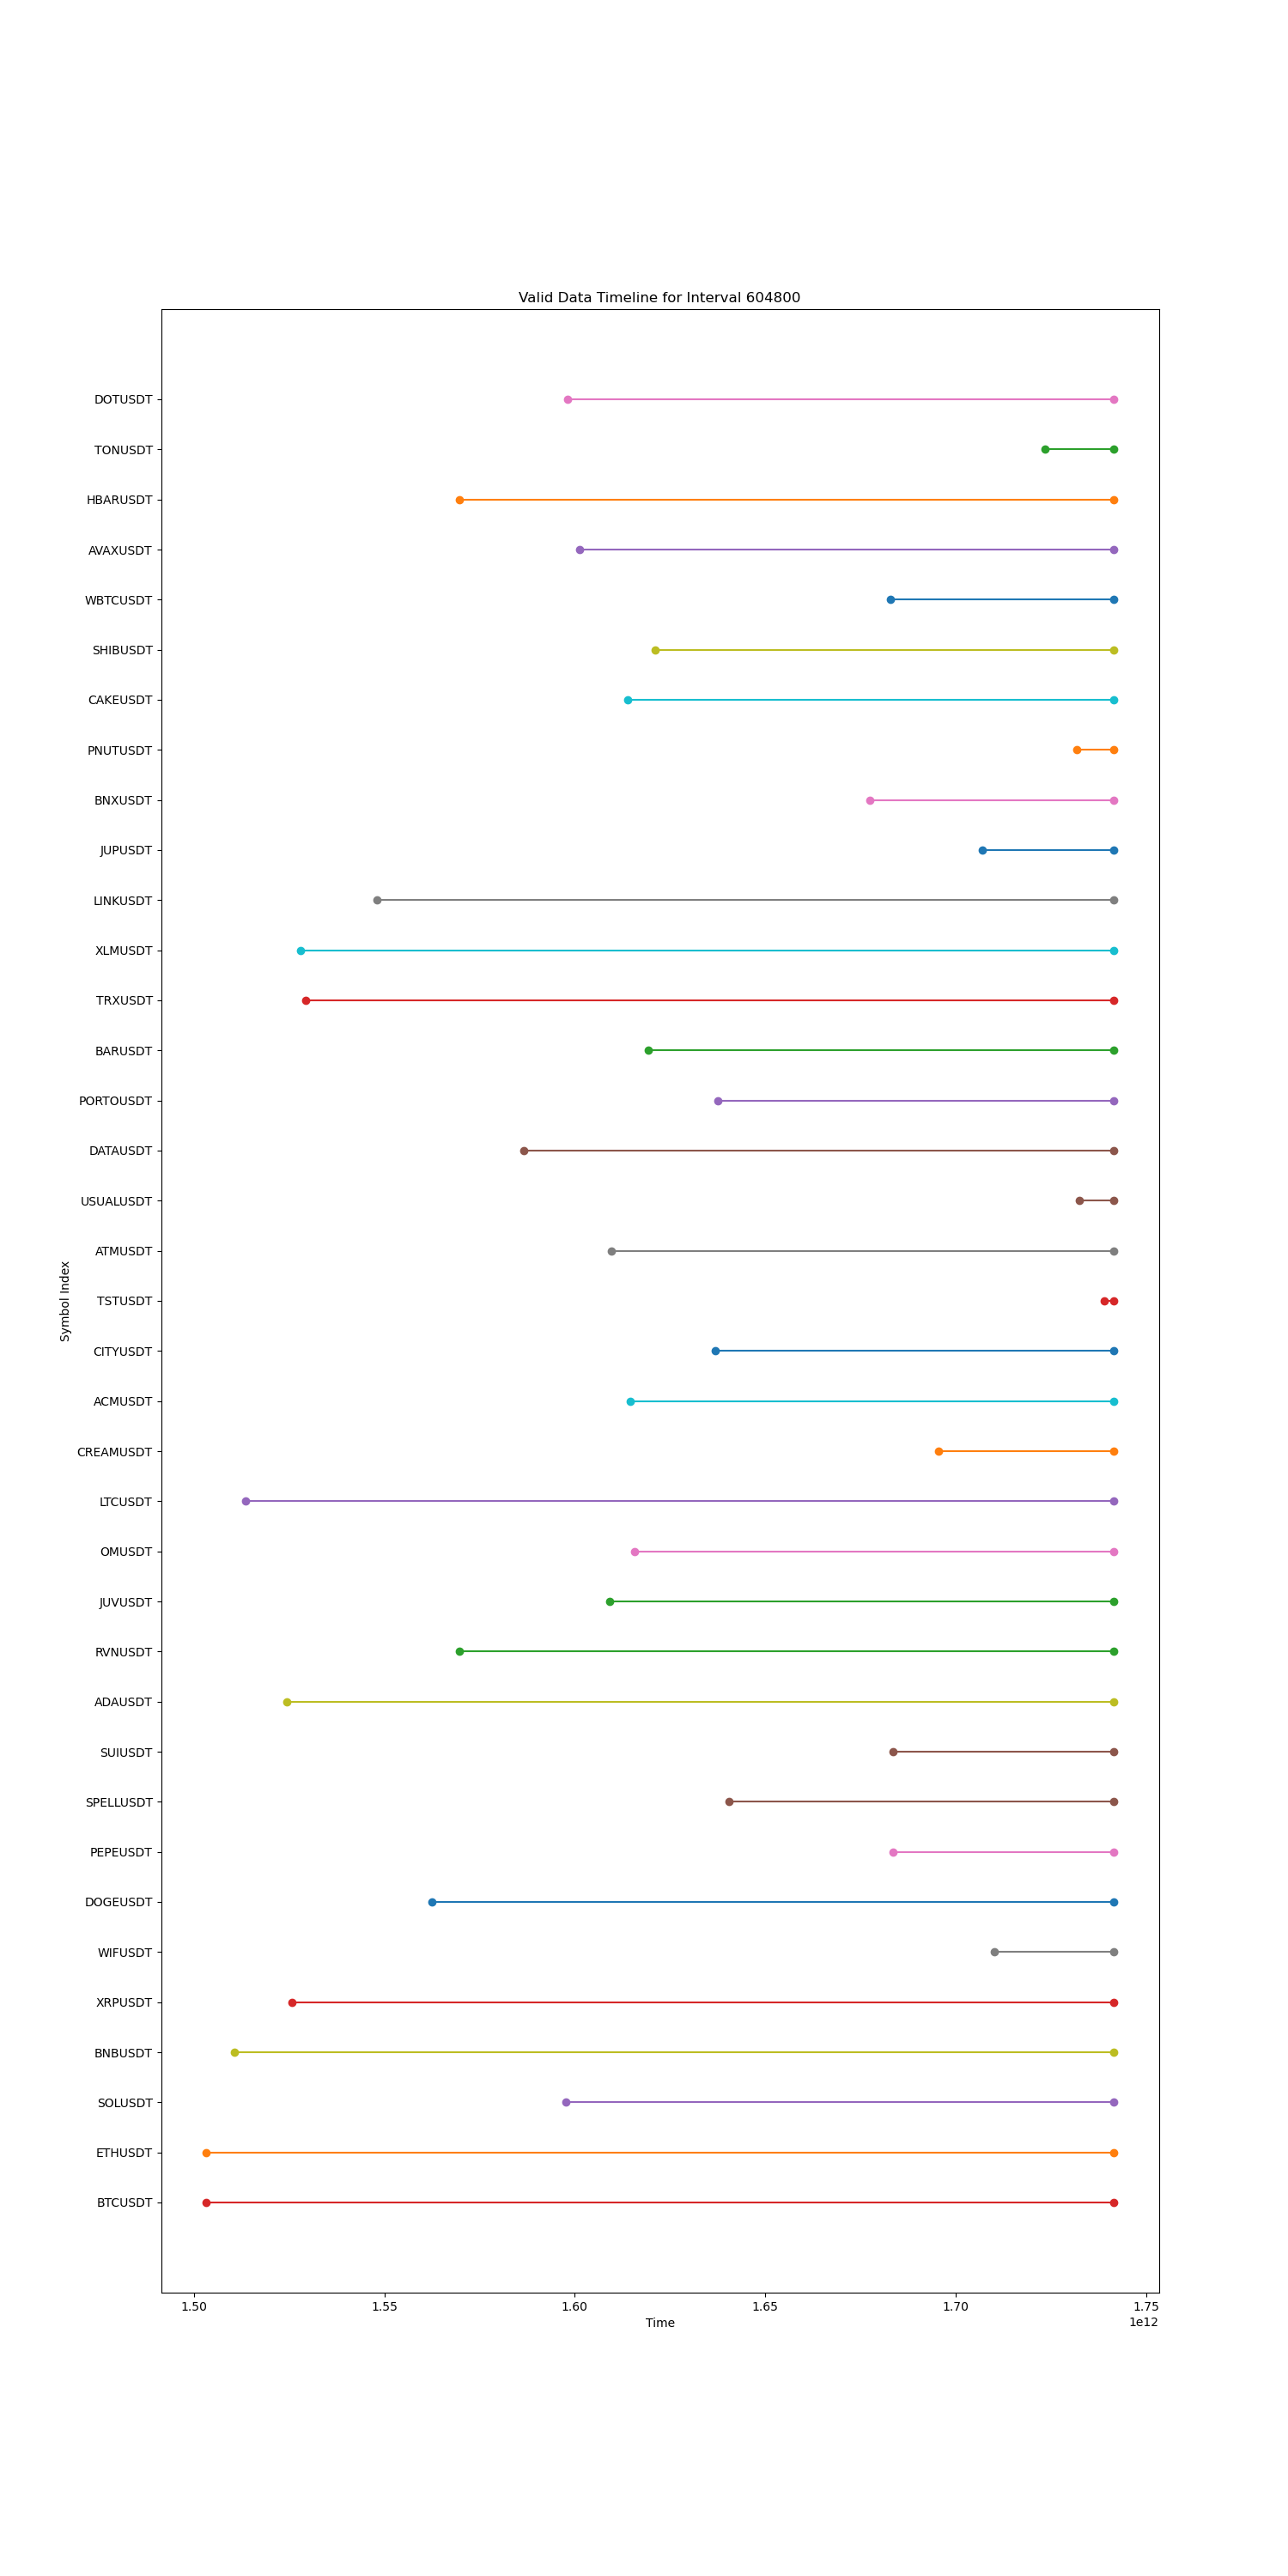 Valid Data Timeline for Interval 604800
DOTUSDT
TONUSDT
HBARUSDT
AVAXUSDT
WBTCUSDT
SHIBUSDT
CAKEUSDT
PNUTUSDT
BNXUSDT
JUPUSDT
LINKUSDT
XLMUSDT
TRXUSDT
BARUSDT
PORTOUSDT
DATAUSDT
USUALUSDT
ATMUSDT
TSTUSDT
CITYUSDT
ACMUSDT
CREAMUSDT
LTCUSDT
OMUSDT
JUVUSDT
RVNUSDT
ADAUSDT
SUIUSDT
SPELLUSDT
PEPEUSDT
DOGEUSDT
WIFUSDT
XRPUSDT
BNBUSDT
SOLUSDT
ETHUSDT
BTCUSDT
Symbol Index
1.50 1.55 1.60 1.65 1.70 1.75
Time
1e12